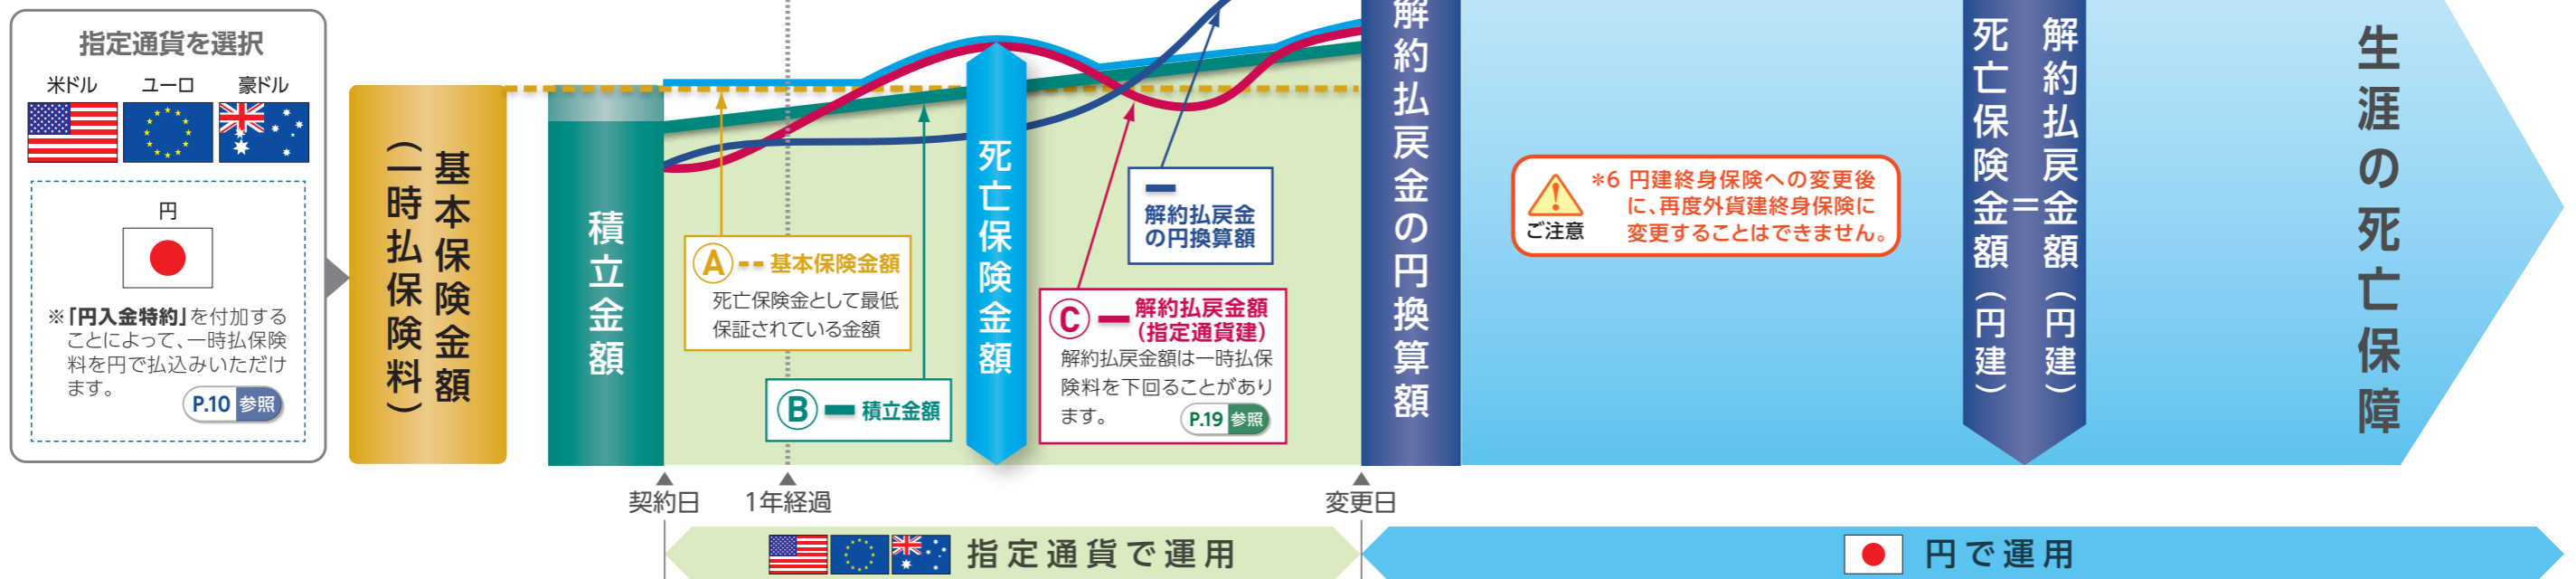 指定通貨を選択
米ドル ユーロ 豪ドル
円
※「円入金特約」を付加する
ことによって、一時払保険
料を円で払込みいただけ
ます。
P.10 参照
基本保険金額
(一時払保険料)
積立金額
A 基本保険金額
死亡保険金として最低
保証されている金額
B 積立金額
死亡保険金額
解約払戻金
の円換算額
C 解約払戻金額
(指定通貨建)
解約払戻金額は一時払保
険料を下回ることがあり
ます。
P.19 参照
解約払戻金の円換算額
ご注意
*6 円建終身保険への変更後
に、再度外貨建終身保険に
変更することはできません。
解約払戻金額(円建)
=
死亡保険金額(円建)
生涯の死亡保障
契約日
1年経過
変更日
指定通貨で運用
円で運用